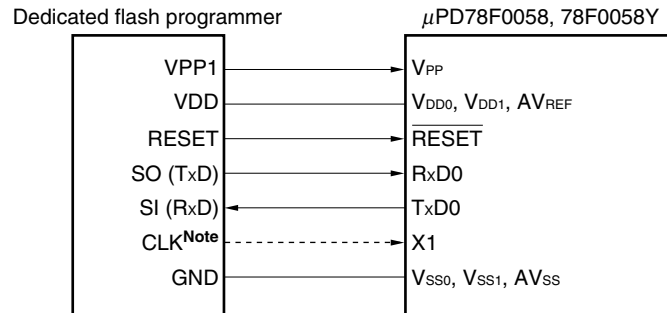 Dedicated flash programmer
μPD78F0058, 78F0058Y
VPP1
VPP
VDD
VDD0, VDD1, AVREF
RESET
RESET
SO (TxD)
RxD0
SI (RxD)
TxD0
CLKNote
X1
GND
VSS0, VSS1, AVSS